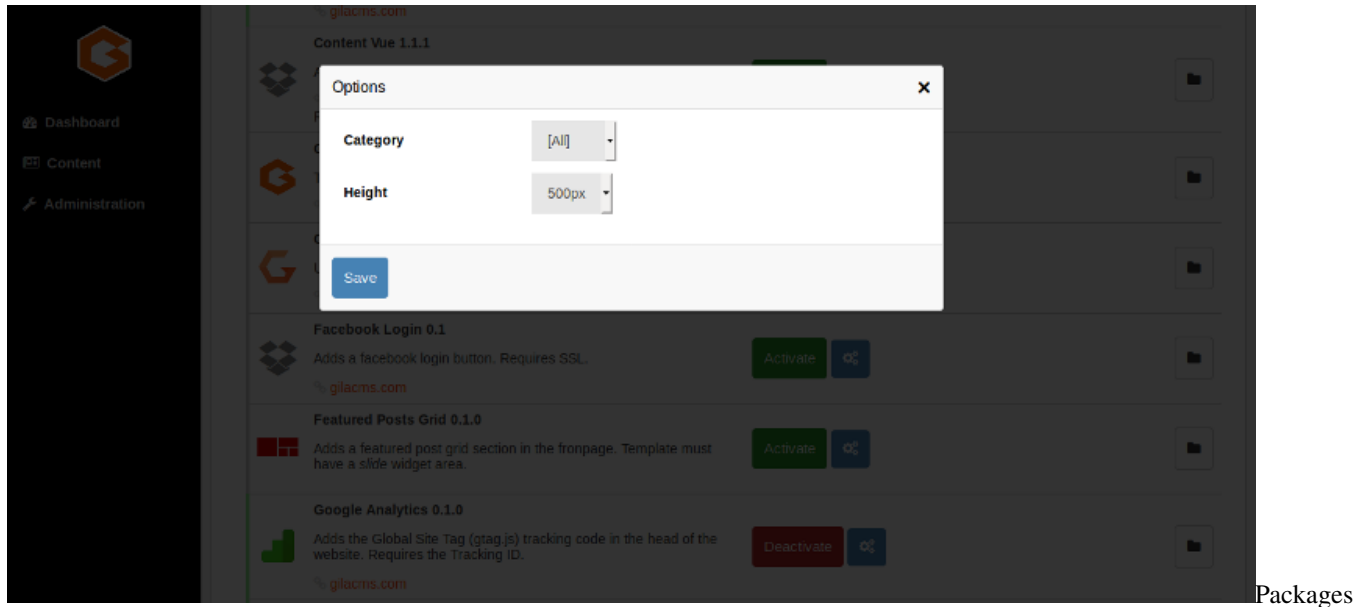 gilacms.com
Content Vue 1.1.1
Options
Dashboard
Category
[All]
Content
Height
500px
Administration
Save
Facebook Login 0.1
Adds a facebook login button. Requires SSL.
Activate
gilacms.com
Featured Posts Grid 0.1.0
Adds a featured post grid section in the fronpage. Template must
have a slide widget area.
Activate
Google Analytics 0.1.0
Adds the Global Site Tag (gtag.js) tracking code in the head of the
website. Requires the Tracking ID.
Deactivate
gilacms.com
Packages